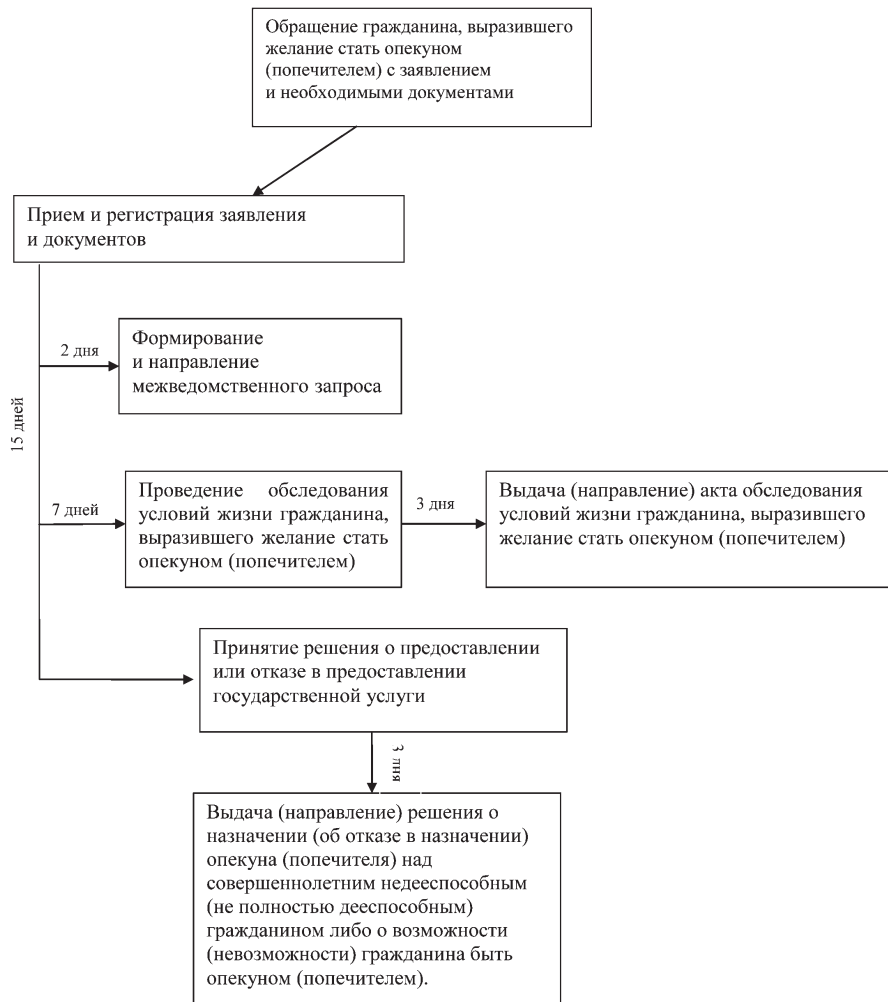 Обращение гражданина, выразившего
желание стать опекуном
(попечителем) с заявлением
и необходимыми документами
Прием и регистрация заявления
и документов
15 дней
2 дня
Формирование
и направление
межведомственного запроса
7 дней
Проведение обследования
условий жизни гражданина,
выразившего желание стать
опекуном (попечителем)
3 дня
Выдача (направление) акта обследования
условий жизни гражданина, выразившего
желание стать опекуном (попечителем)
Принятие решения о предоставлении
или отказе в предоставлении
государственной услуги
3 дня
Выдача (направление) решения о
назначении (об отказе в назначении)
опекуна (попечителя) над
совершеннолетним недееспособным
(не полностью дееспособным)
гражданином либо о возможности
(невозможности) гражданина быть
опекуном (попечителем).